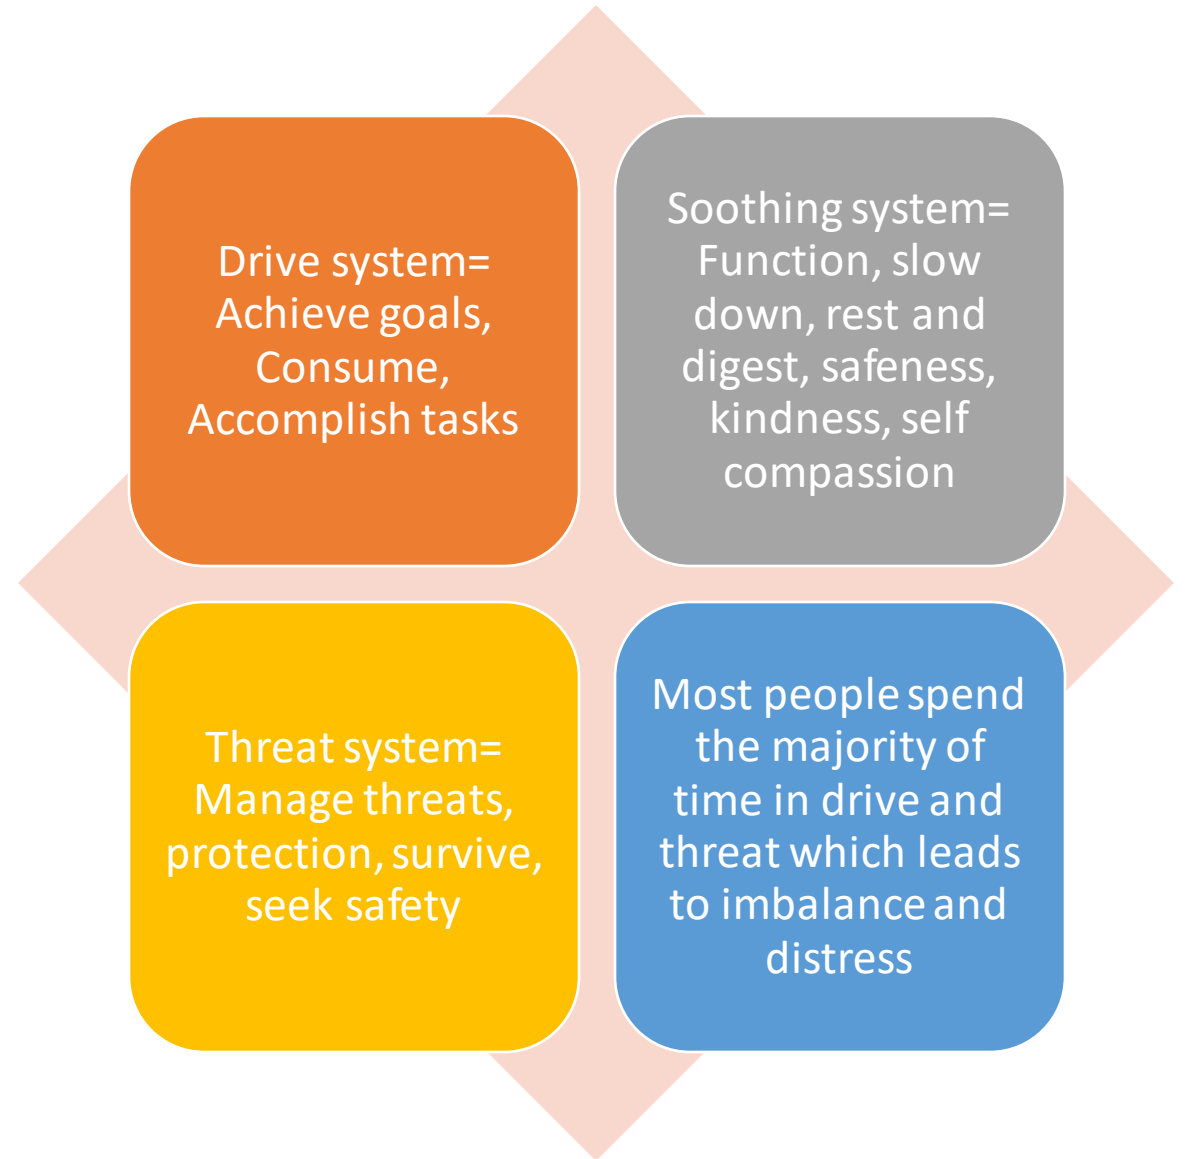 Drive system=
Achieve goals,
Consume,
Accomplish tasks
Soothing system=
Function, slow
down, rest and
digest, safeness,
kindness, self
compassion
Threat system=
Manage threats,
protection, survive,
seek safety
Most people spend
the majority of
time in drive and
threat which leads
to imbalance and
distress